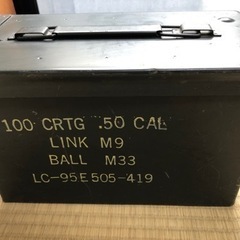 100 CRTG .50 CAL
LINK M9
BALL M33
LC-95E505-419